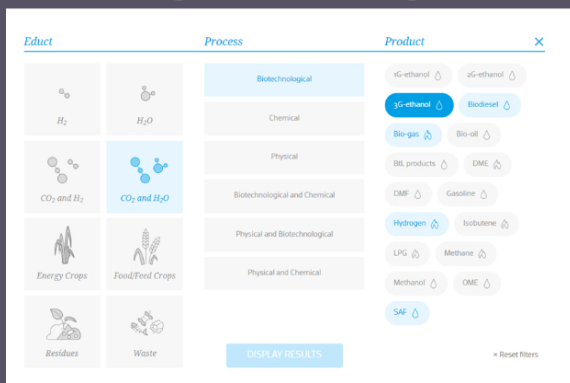 Educt
Process
Product
×
H₂
H₂O
CO₂ and H₂
CO₂ and H₂O
Energy Crops
Food/Feed Crops
Residues
Waste
Biotechnological
Chemical
Physical
Biotechnological and Chemical
Physical and Biotechnological
Physical and Chemical
1G-ethanol
2G-ethanol
3G-ethanol
Biodiesel
Bio-gas
Bio-oil
BtL products
DME
DMF
Gasoline
Hydrogen
Isobutene
LPG
Methane
Methanol
OME
SAF
DISPLAY RESULTS
× Reset filters